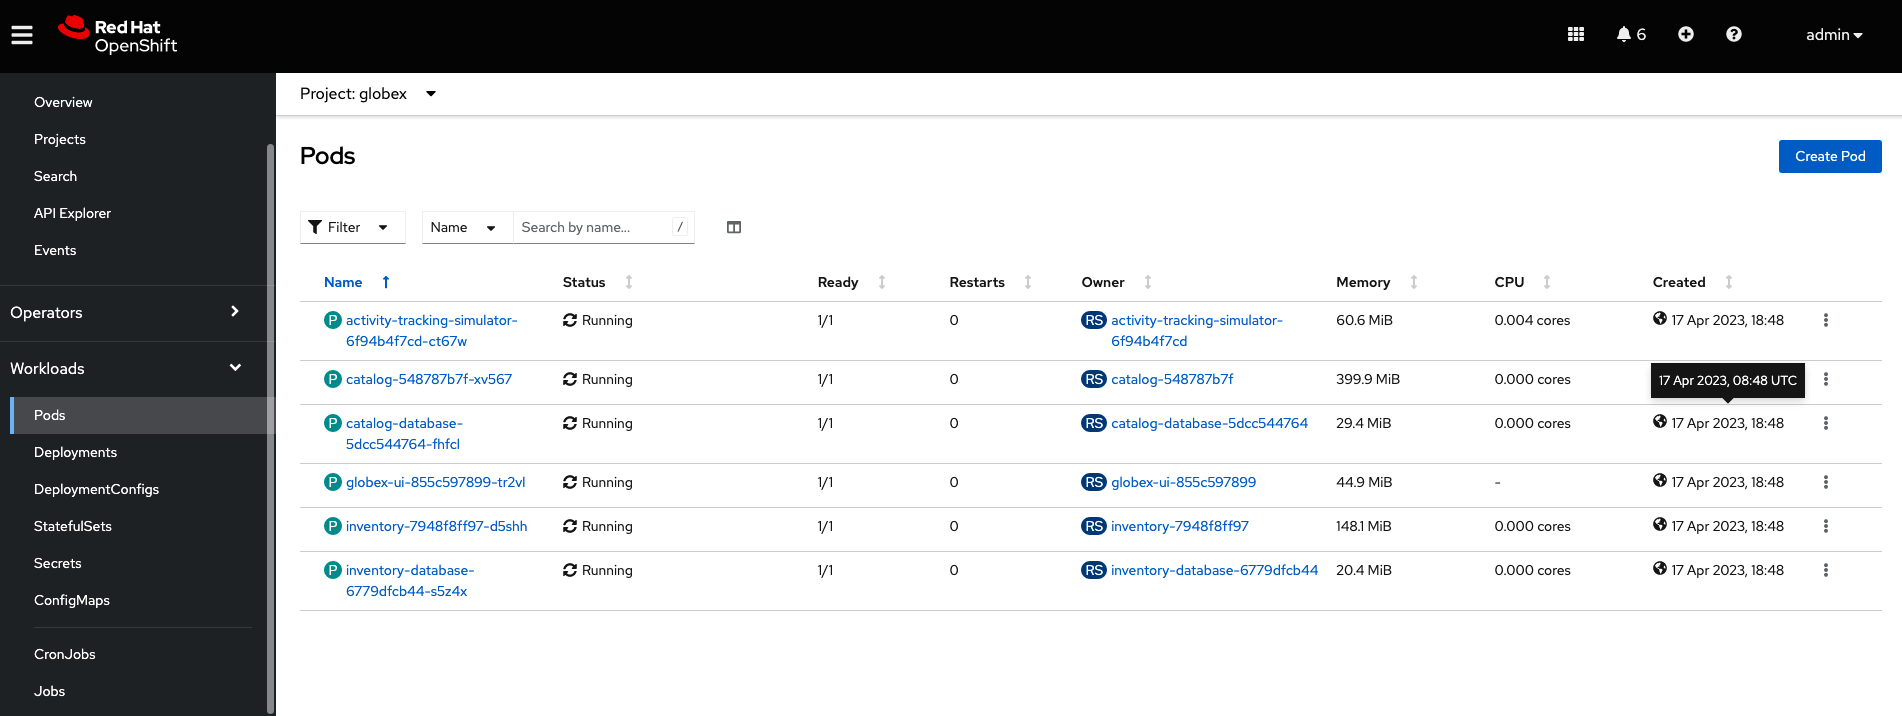 Red Hat
OpenShift
6
admin
Overview
Projects
Search
API Explorer
Events
Operators
Workloads
Pods
Deployments
DeploymentConfigs
StatefulSets
Secrets
ConfigMaps
CronJobs
Jobs
Project: globex
Pods
Create Pod
Filter Name Search by name... /
Name Status Ready Restarts Owner Memory CPU Created
P activity-tracking-simulator- Running 1/1 0 RS activity-tracking-simulator- 60.6 MiB 0.004 cores 17 Apr 2023, 18:48
6f94b4f7cd-ct67w 6f94b4f7cd
P catalog-548787b7f-xv567 Running 1/1 0 RS catalog-548787b7f 399.9 MiB 0.000 cores
17 Apr 2023, 08:48 UTC
P catalog-database- Running 1/1 0 RS catalog-database-5dcc544764 29.4 MiB 0.000 cores 17 Apr 2023, 18:48
5dcc544764-fhfcl
P globex-ui-855c597899-tr2vl Running 1/1 0 RS globex-ui-855c597899 44.9 MiB - 17 Apr 2023, 18:48
P inventory-7948f8ff97-d5shh Running 1/1 0 RS inventory-7948f8ff97 148.1 MiB 0.000 cores 17 Apr 2023, 18:48
P inventory-database- Running 1/1 0 RS inventory-database-6779dfcb44 20.4 MiB 0.000 cores 17 Apr 2023, 18:48
6779dfcb44-s5z4x